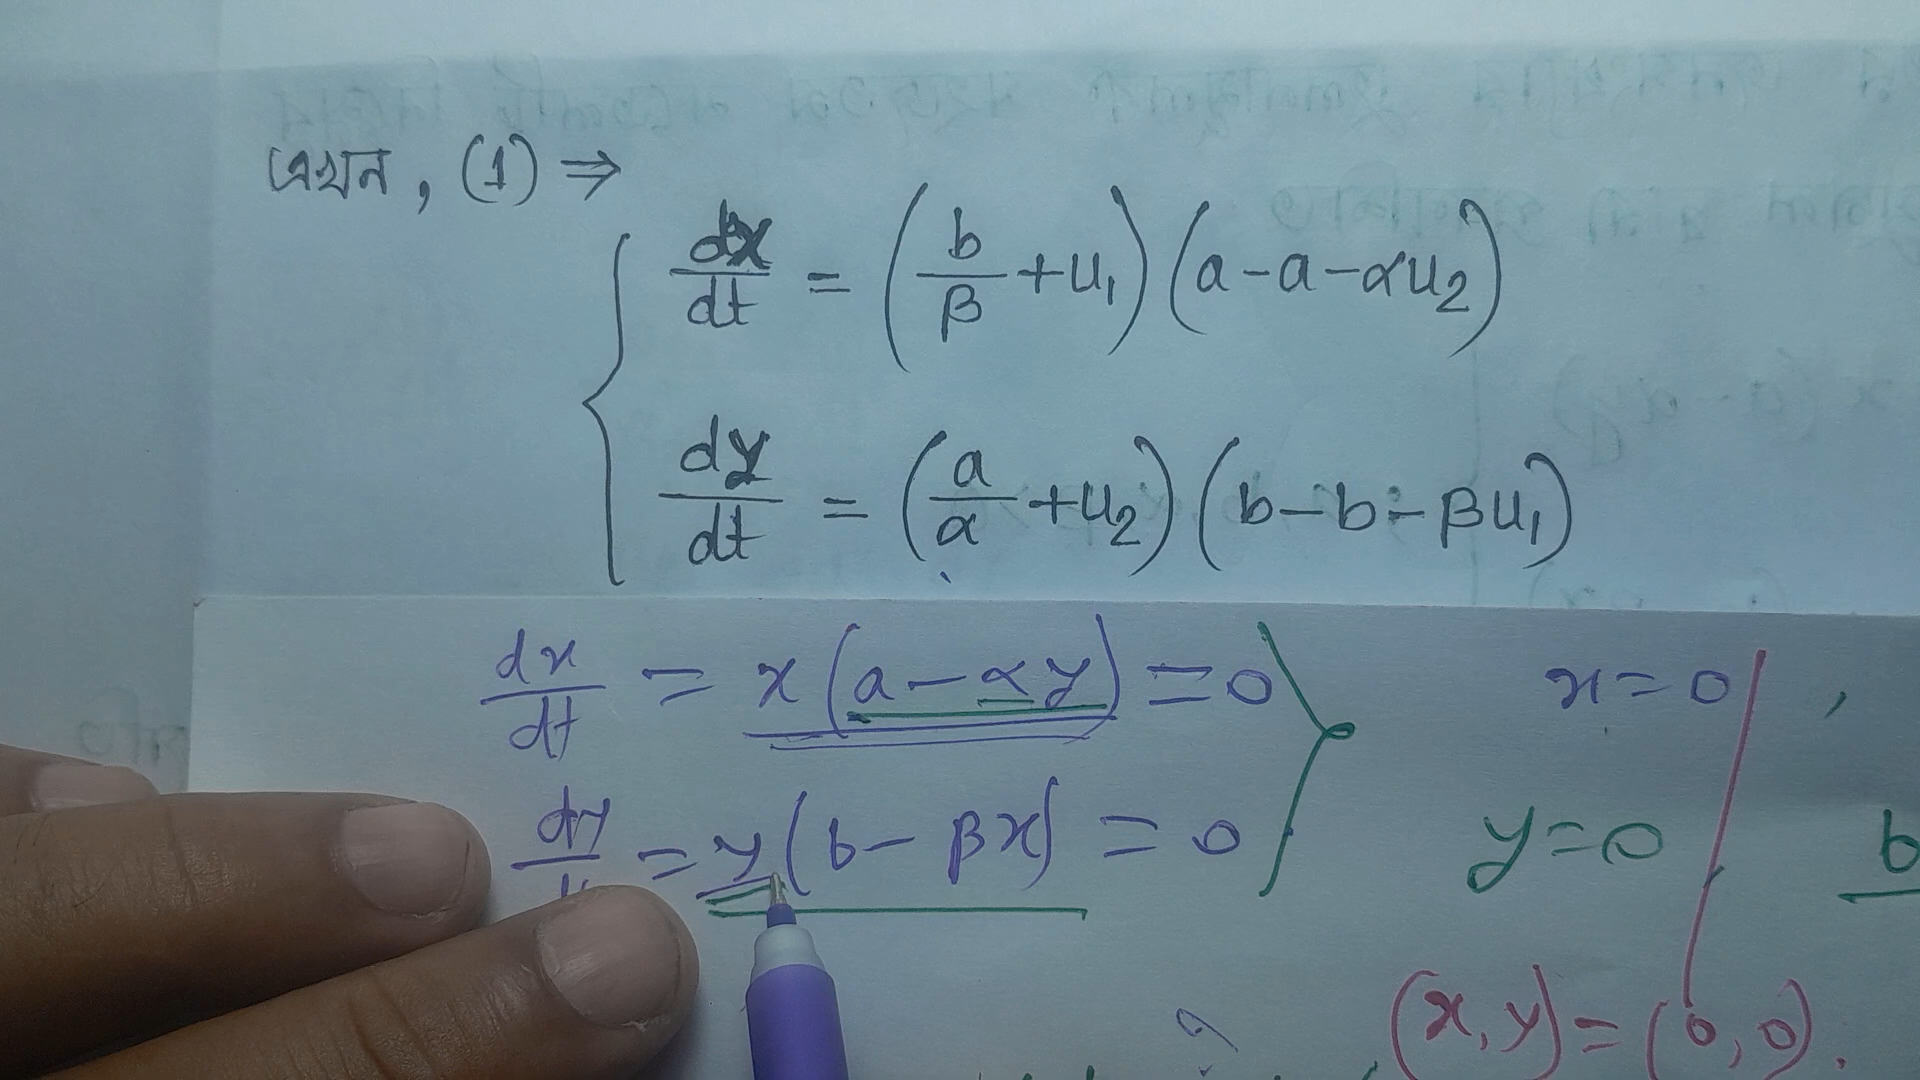 এখন, (1) ⇒
dx/dt = (b/β + u₁)(a - a - αu₂)
dy/dt = (a/α + u₂)(b - b - βu₁)
dx/dt = x(a - αy) = 0 x = 0,
dy/dt = y(b - βx) = 0 y = 0 b
(x, y) = (0, 0).